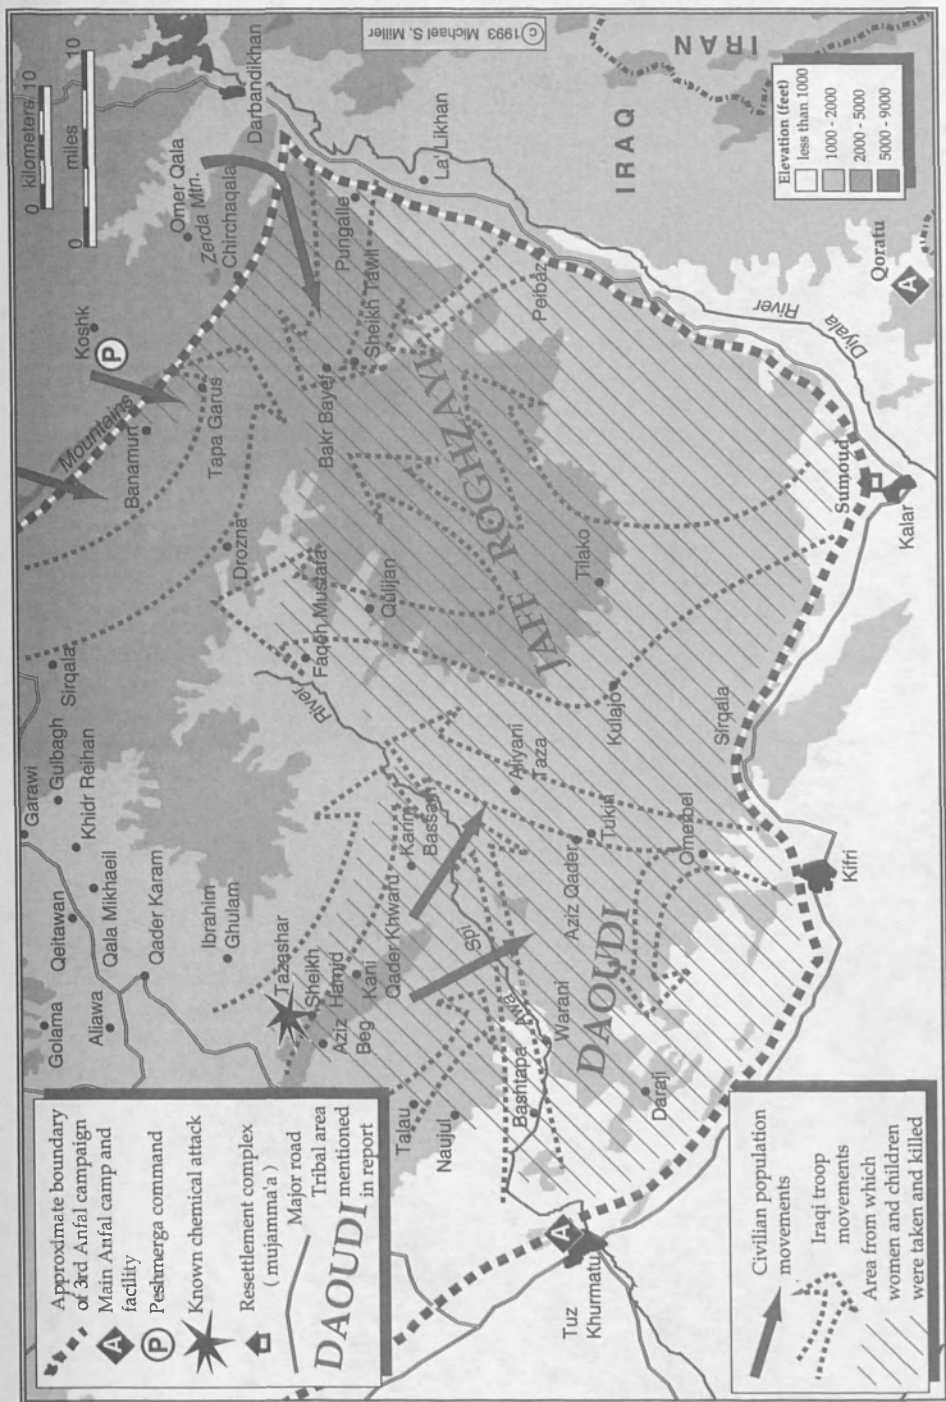 Approximate boundary
of 3rd Anfal campaign
A
Main Anfal camp and
facility
P
Peshmerga command
Known chemical attack
Resettlement complex
( mujamma'a )
Major road
DAOUDI
Tribal area
mentioned
in report
Civilian population
movements
Iraqi troop
movements
Area from which
women and children
were taken and killed
0 kilometers 10
0 miles 10
© 1993 Michael S. Miller
Elevation (feet)
less than 1000
1000 - 2000
2000 - 5000
5000 - 9000
IRAN
IRAQ
Golama
Aliawa
Qeitawan
Qala Mikhaeil
Qader Karam
Garawi
Gulbagh
Khidr Reihan
Sirqala
Ibrahim
Ghulam
Tazashar
Sheikh
Hamid
Aziz
Beg
Kani
Qader Khwaru
Karim
Bassam
Talau
Naujul
Bashtapa
Warani
Awa
Spi
River
DAOUDI
Daraji
Tuz
Khurmatu
A
Aziz Qader
Tukin
Omerbel
Aliyani
Taza
Kulajo
Sirqala
Kifri
Faqeh Mustafa
Qulijan
Drozna
Tilako
JAFF - ROGHZAYI
Mountains
Banamurt
Tapa Garus
Koshk
P
Bakr Bayef
Sheikh Tawil
Pungalle
Omer Qala
Zerda Mtn.
Chirchaqala
Darbandikhan
La'Likhan
Peibaz
Diyala
River
Sumoud
Kalar
Qoratu
A